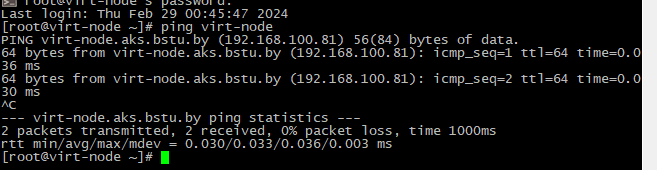 root@virt-node's password:
Last login: Thu Feb 29 00:45:47 2024
[root@virt-node ~]# ping virt-node
PING virt-node.aks.bstu.by (192.168.100.81) 56(84) bytes of data.
64 bytes from virt-node.aks.bstu.by (192.168.100.81): icmp_seq=1 ttl=64 time=0.0
36 ms
64 bytes from virt-node.aks.bstu.by (192.168.100.81): icmp_seq=2 ttl=64 time=0.0
30 ms
^C
--- virt-node.aks.bstu.by ping statistics ---
2 packets transmitted, 2 received, 0% packet loss, time 1000ms
rtt min/avg/max/mdev = 0.030/0.033/0.036/0.003 ms
[root@virt-node ~]#